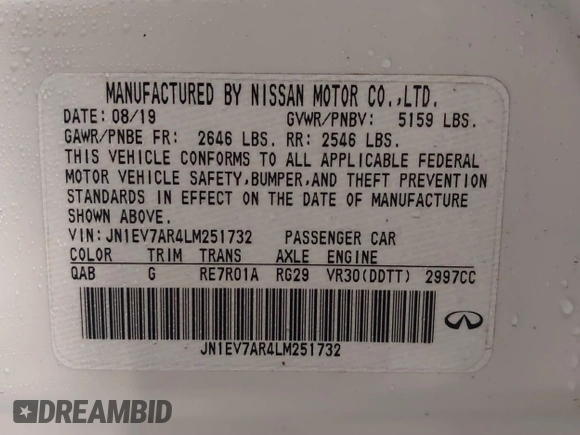 MANUFACTURED BY NISSAN MOTOR CO.,LTD.
DATE: 08/19 GVWR/PNBV: 5159 LBS.
GAWR/PNBE FR: 2646 LBS. RR: 2546 LBS.
THIS VEHICLE CONFORMS TO ALL APPLICABLE FEDERAL
MOTOR VEHICLE SAFETY,BUMPER,AND THEFT PREVENTION
STANDARDS IN EFFECT ON THE DATE OF MANUFACTURE
SHOWN ABOVE.
VIN: JN1EV7AR4LM251732 PASSENGER CAR
COLOR TRIM TRANS AXLE ENGINE
QAB G RE7R01A RG29 VR30(DDTT) 2997CC
JN1EV7AR4LM251732
DREAMBID